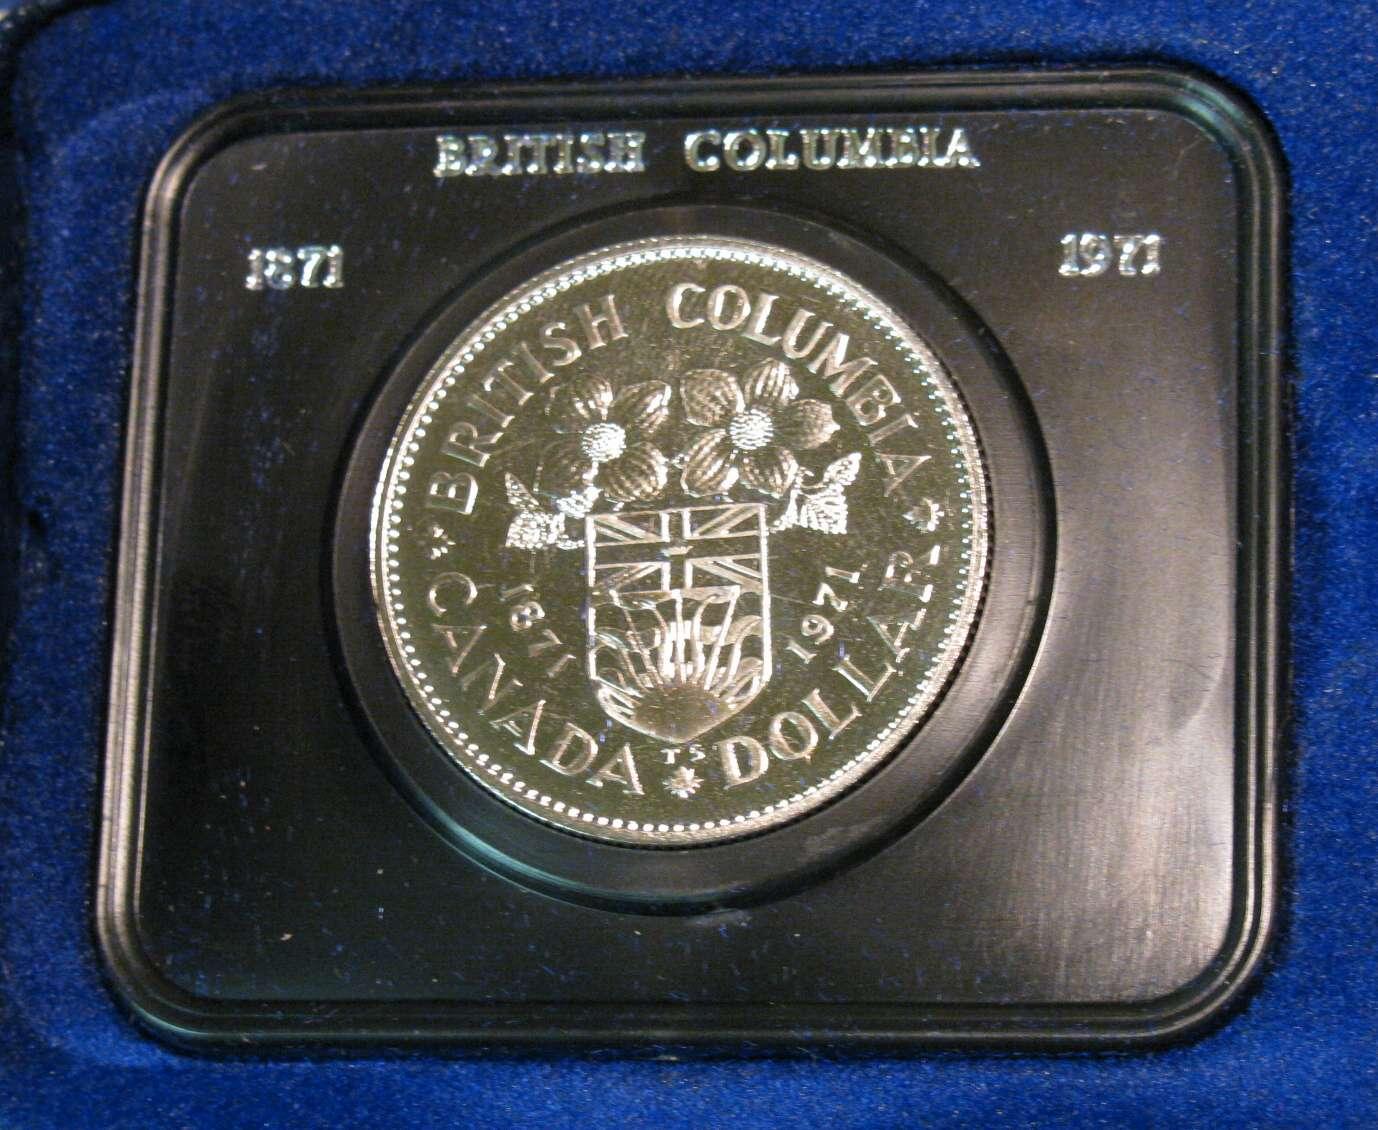 BRITISH COLUMBIA
1871 1971
BRITISH COLUMBIA
1871 1971
TS
CANADA DOLLAR